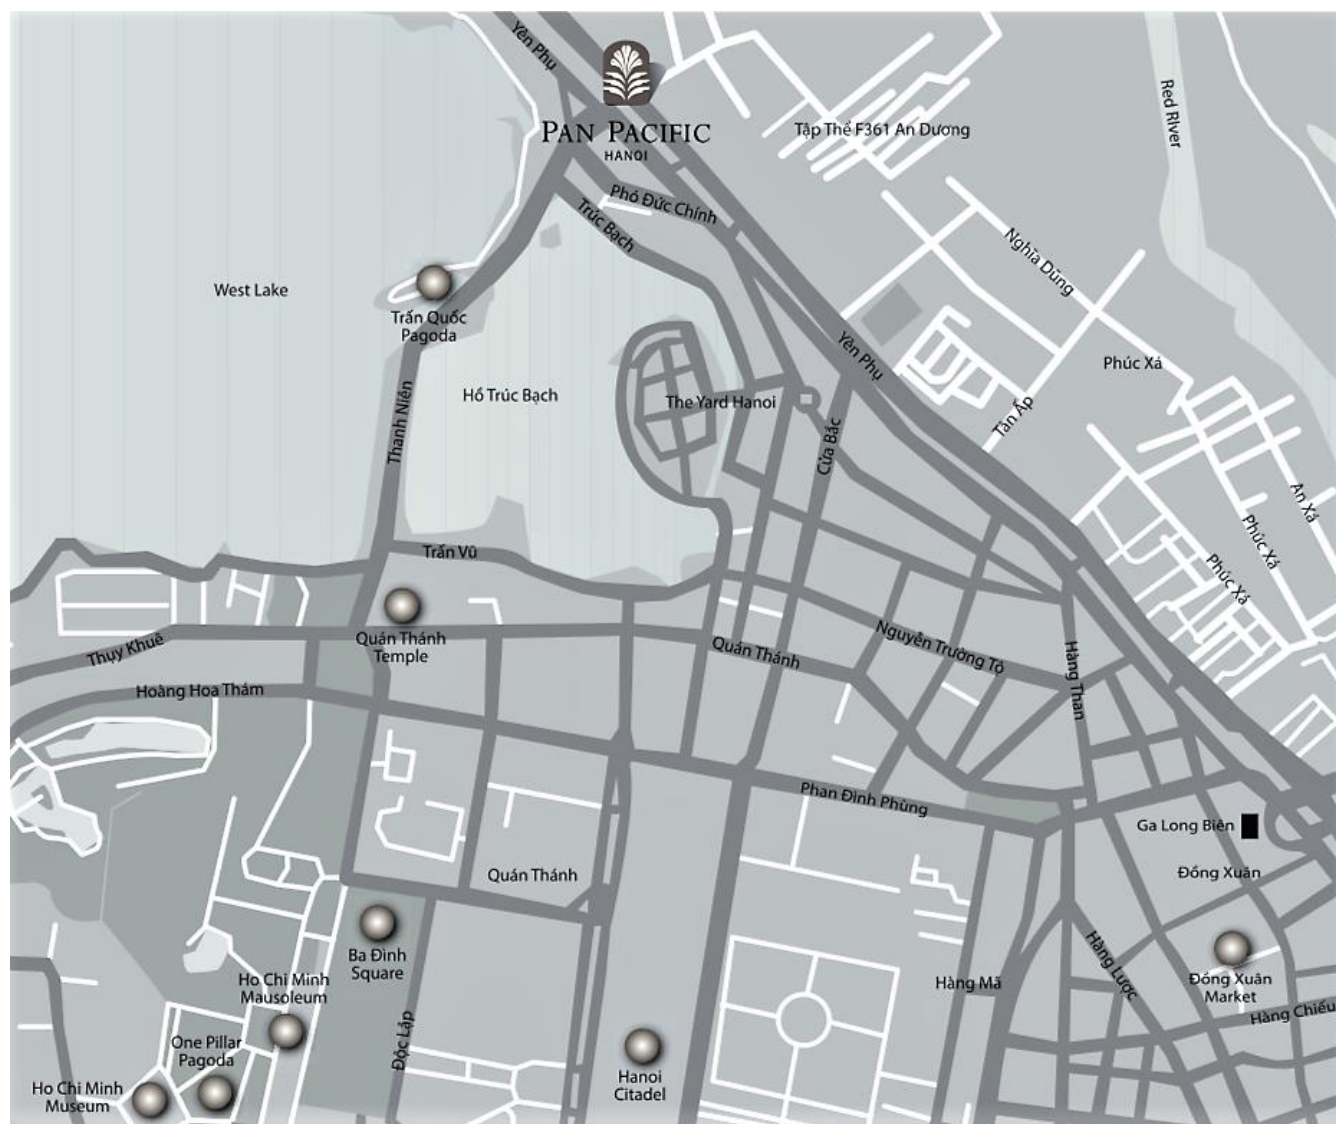 Yên Phụ
PAN PACIFIC
HANOI
Tập Thể F361 An Dương
Red River
Phó Đức Chính
Trúc Bạch
Nghĩa Dũng
West Lake
Trấn Quốc
Pagoda
Yên Phụ
Phúc Xá
Thanh Niên
Hồ Trúc Bạch
The Yard Hanoi
Tân Ấp
Cửa Bắc
An Xá
Phúc Xá
Phúc Xá
Trấn Vũ
Quán Thánh
Temple
Thụy Khuê
Quán Thánh
Nguyễn Trường Tộ
Hàng Than
Hoàng Hoa Thám
Phan Đình Phùng
Ga Long Biên
Quán Thánh
Đồng Xuân
Ba Đình
Square
Hàng Lược
Ho Chi Minh
Mausoleum
Hàng Mã
Đồng Xuân
Market
Hàng Chiếu
One Pillar
Pagoda
Độc Lập
Hanoi
Citadel
Ho Chi Minh
Museum